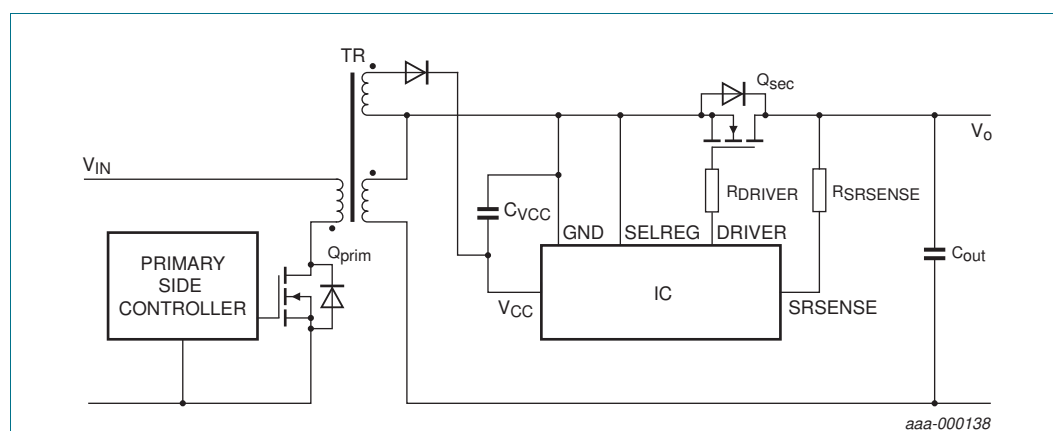 TR
Qsec
Vo
VIN
RDRIVER
RSRSENSE
CVCC
GND
SELREG
DRIVER
Qprim
Cout
PRIMARY
SIDE
CONTROLLER
IC
VCC
SRSENSE
aaa-000138